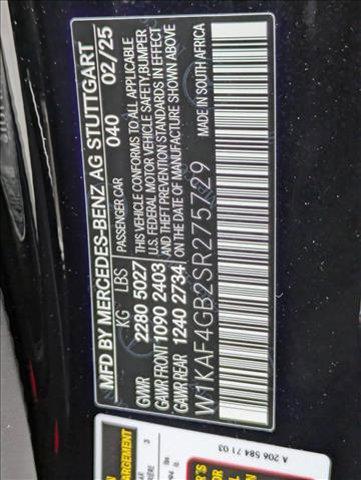 MFD BY MERCEDES-BENZ AG STUTTGART
040 02/25
KG LBS PASSENGER CAR
GVWR 2280 5027 THIS VEHICLE CONFORMS TO ALL APPLICABLE
U.S. FEDERAL MOTOR VEHICLE SAFETY, BUMPER
GAWR FRONT 1090 2403 AND THEFT PREVENTION STANDARDS IN EFFECT
GAWR REAR 1240 2734 ON THE DATE OF MANUFACTURE SHOWN ABOVE
W1KAF4GB2SR275729 MADE IN SOUTH AFRICA
A 206 584 71 03